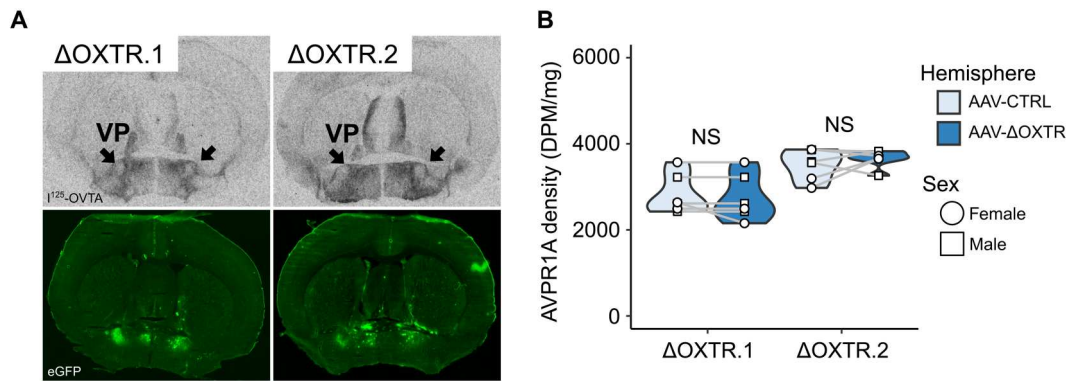 A
ΔOXTR.1
ΔOXTR.2
VP
VP
I¹²⁵-OVTA
eGFP
B
AVPR1A density (DPM/mg)
6000
4000
2000
0
NS
NS
ΔOXTR.1
ΔOXTR.2
Hemisphere
AAV-CTRL
AAV-ΔOXTR
Sex
Female
Male